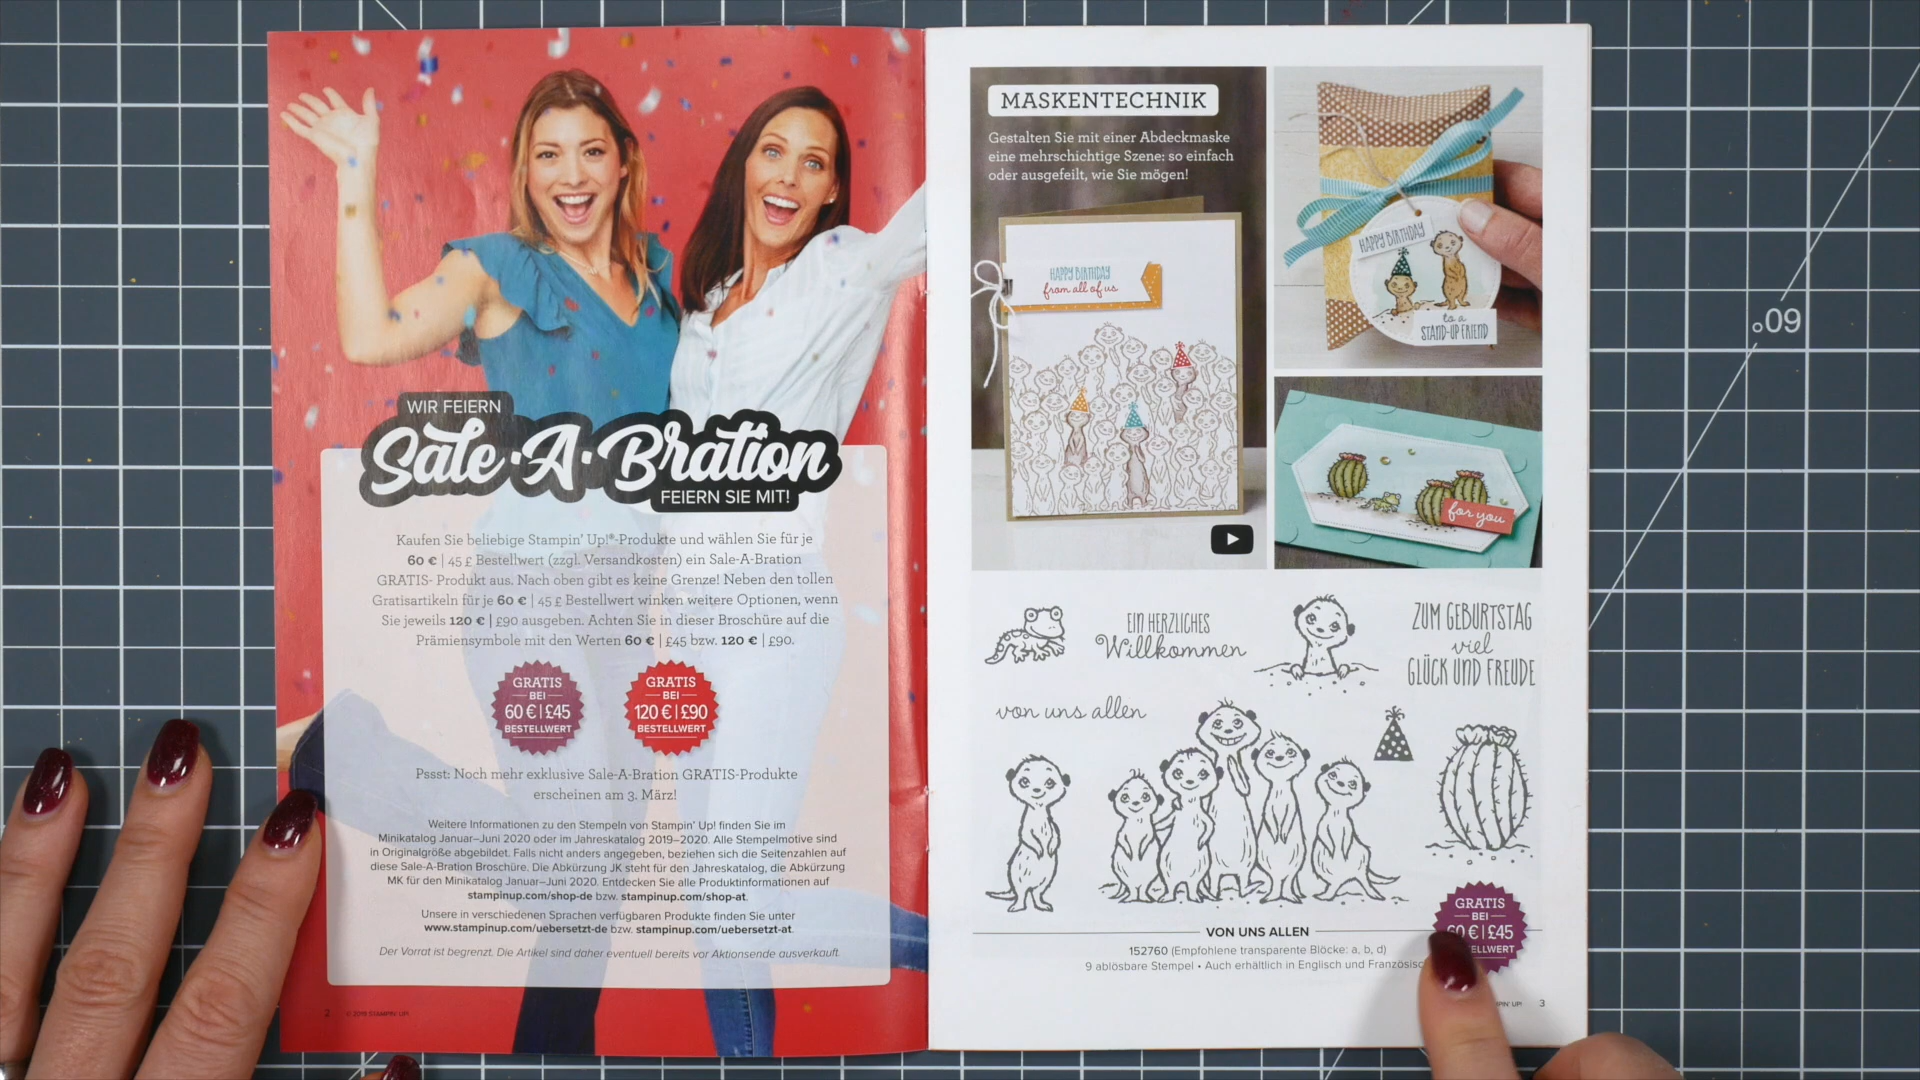 WIR FEIERN
Sale-A-Bration
FEIERN SIE MIT!
Kaufen Sie beliebige Stampin' Up!®-Produkte und wählen Sie für je
60 € | 45 £ Bestellwert (zzgl. Versandkosten) ein Sale-A-Bration
GRATIS- Produkt aus. Nach oben gibt es keine Grenze! Neben den tollen
Gratisartikeln für je 60 € | 45 £ Bestellwert winken weitere Optionen, wenn
Sie jeweils 120 € | £90 ausgeben. Achten Sie in dieser Broschüre auf die
Prämiensymbole mit den Werten 60 € | £45 bzw. 120 € | £90.
GRATIS
BEI
60 € | £45
BESTELLWERT
GRATIS
BEI
120 € | £90
BESTELLWERT
Pssst: Noch mehr exklusive Sale-A-Bration GRATIS-Produkte
erscheinen am 3. März!
Weitere Informationen zu den Stempeln von Stampin' Up! finden Sie im
Minikatalog Januar–Juni 2020 oder im Jahreskatalog 2019–2020. Alle Stempelmotive sind
in Originalgröße abgebildet. Falls nicht anders angegeben, beziehen sich die Seitenzahlen auf
diese Sale-A-Bration Broschüre. Die Abkürzung JK steht für den Jahreskatalog, die Abkürzung
MK für den Minikatalog Januar–Juni 2020. Entdecken Sie alle Produktinformationen auf
stampinup.com/shop-de bzw. stampinup.com/shop-at.
Unsere in verschiedenen Sprachen verfügbaren Produkte finden Sie unter
www.stampinup.com/uebersetzt-de bzw. stampinup.com/uebersetzt-at.
Der Vorrat ist begrenzt. Die Artikel sind daher eventuell bereits vor Aktionsende ausverkauft.
2 © 2019 STAMPIN' UP!
MASKENTECHNIK
Gestalten Sie mit einer Abdeckmaske
eine mehrschichtige Szene: so einfach
oder ausgefeilt, wie Sie mögen!
HAPPY BIRTHDAY
from all of us
HAPPY BIRTHDAY
to a
STAND-UP FRIEND
for you
EIN HERZLICHES
Willkommen
ZUM GEBURTSTAG
viel
GLÜCK UND FREUDE
von uns allen
VON UNS ALLEN
152760 (Empfohlene transparente Blöcke: a, b, d)
9 ablösbare Stempel • Auch erhältlich in Englisch und
GRATIS
BEI
60 € | £45
UP! 3
60°